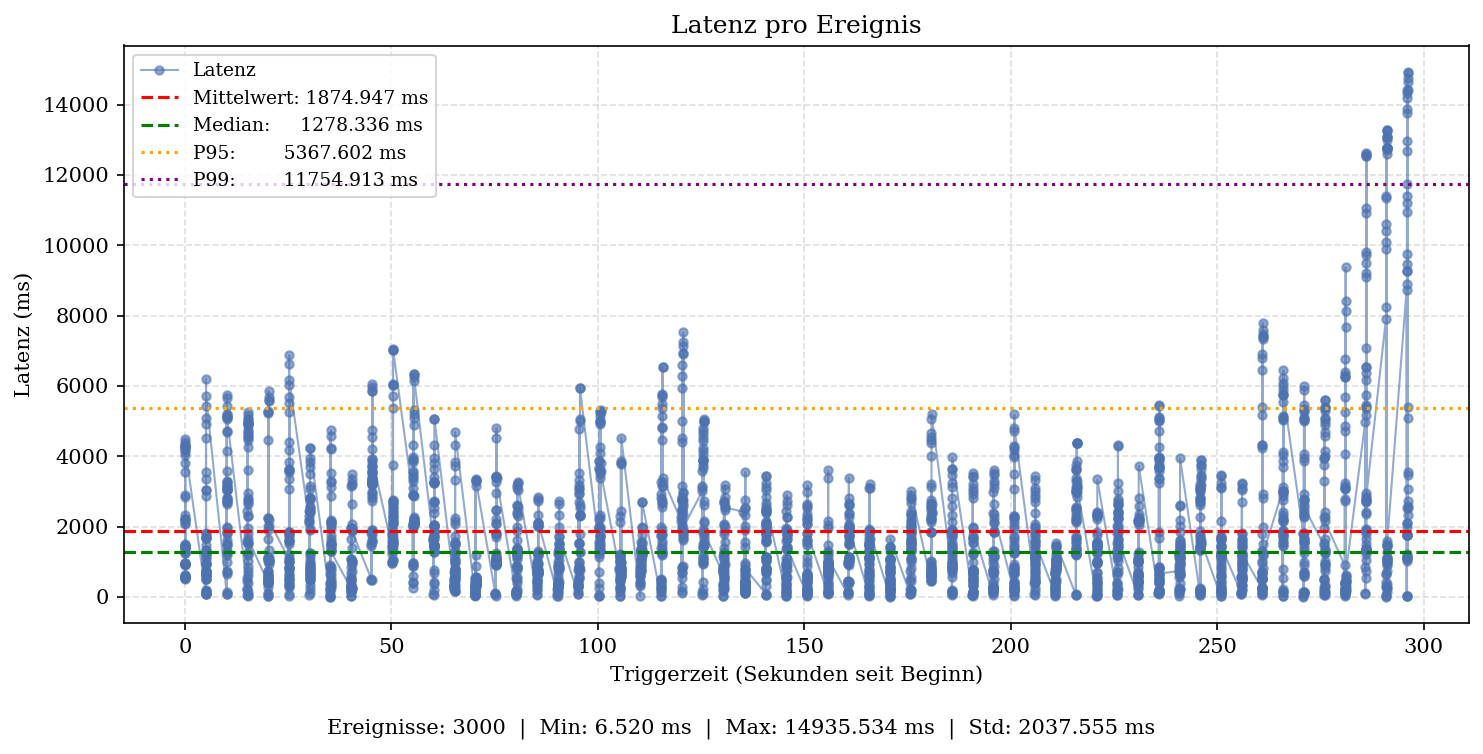 Latenz pro Ereignis
Latenz
Mittelwert: 1874.947 ms
Median: 1278.336 ms
P95: 5367.602 ms
P99: 11754.913 ms
Latenz (ms)
14000
12000
10000
8000
6000
4000
2000
0
0 50 100 150 200 250 300
Triggerzeit (Sekunden seit Beginn)
Ereignisse: 3000 | Min: 6.520 ms | Max: 14935.534 ms | Std: 2037.555 ms